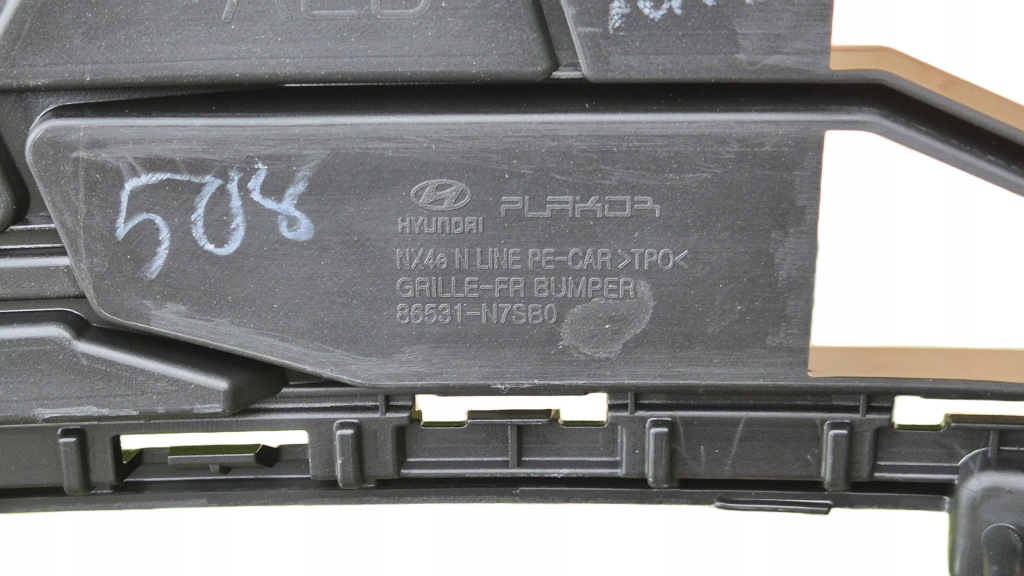 508
HYUNDAI PLAKOR
NX4e N LINE PE-CAR >TPO<
GRILLE-FR BUMPER
86531-N7SB0